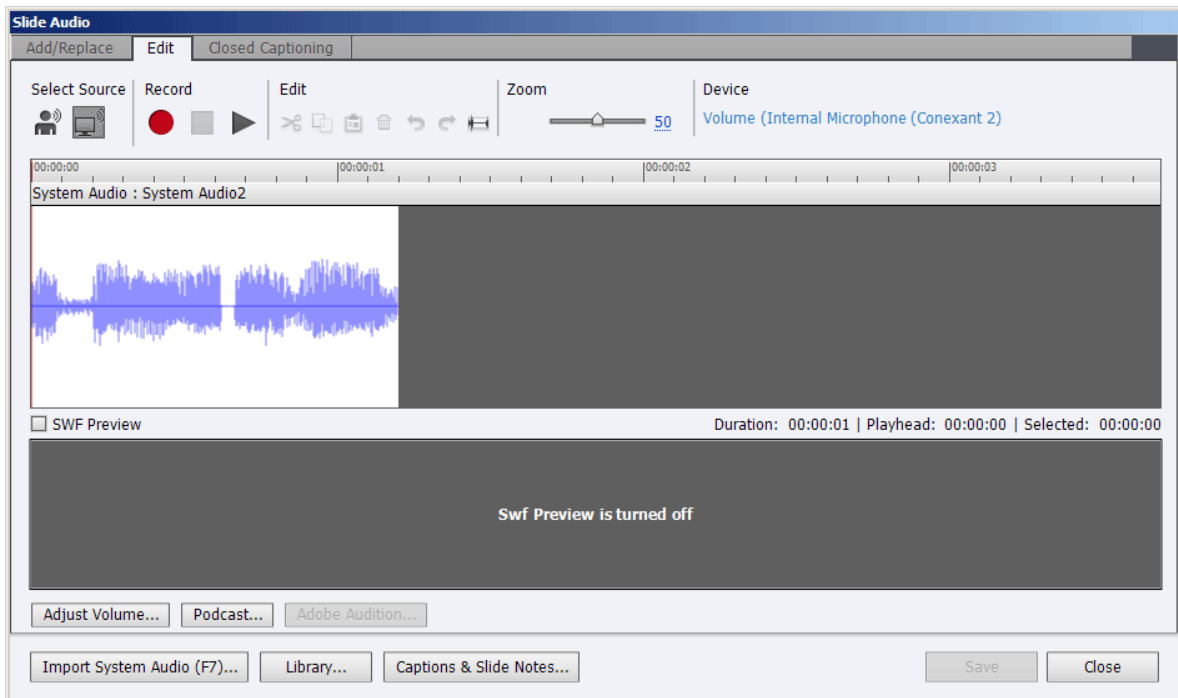 Slide Audio
Add/Replace Edit Closed Captioning
Select Source Record Edit Zoom Device
50 Volume (Internal Microphone (Conexant 2)
00:00:00 00:00:01 00:00:02 00:00:03
System Audio : System Audio2
SWF Preview Duration: 00:00:01 | Playhead: 00:00:00 | Selected: 00:00:00
Swf Preview is turned off
Adjust Volume... Podcast... Adobe Audition...
Import System Audio (F7)... Library... Captions & Slide Notes... Save Close